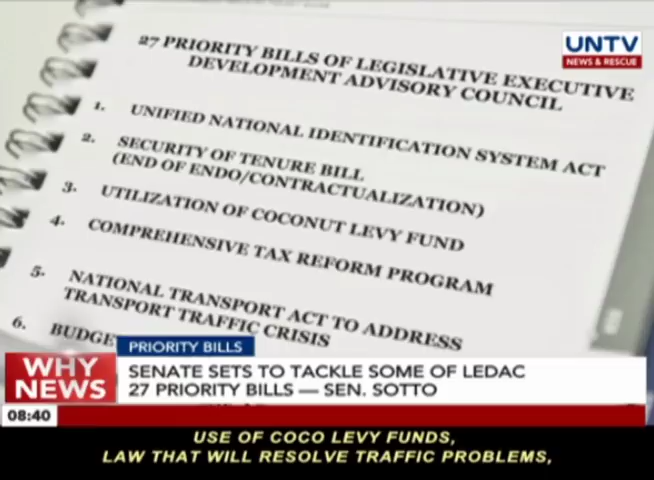 27 PRIORITY BILLS OF LEGISLATIVE EXECUTIVE
DEVELOPMENT ADVISORY COUNCIL
UNTV
NEWS & RESCUE
1. UNIFIED NATIONAL IDENTIFICATION SYSTEM ACT
2. SECURITY OF TENURE BILL
(END OF ENDO/CONTRACTUALIZATION)
3. UTILIZATION OF COCONUT LEVY FUND
4. COMPREHENSIVE TAX REFORM PROGRAM
5. NATIONAL TRANSPORT ACT TO ADDRESS
TRANSPORT TRAFFIC CRISIS
6. BUDGE
PRIORITY BILLS
WHY
NEWS
SENATE SETS TO TACKLE SOME OF LEDAC
27 PRIORITY BILLS — SEN. SOTTO
08:40
USE OF COCO LEVY FUNDS,
LAW THAT WILL RESOLVE TRAFFIC PROBLEMS,